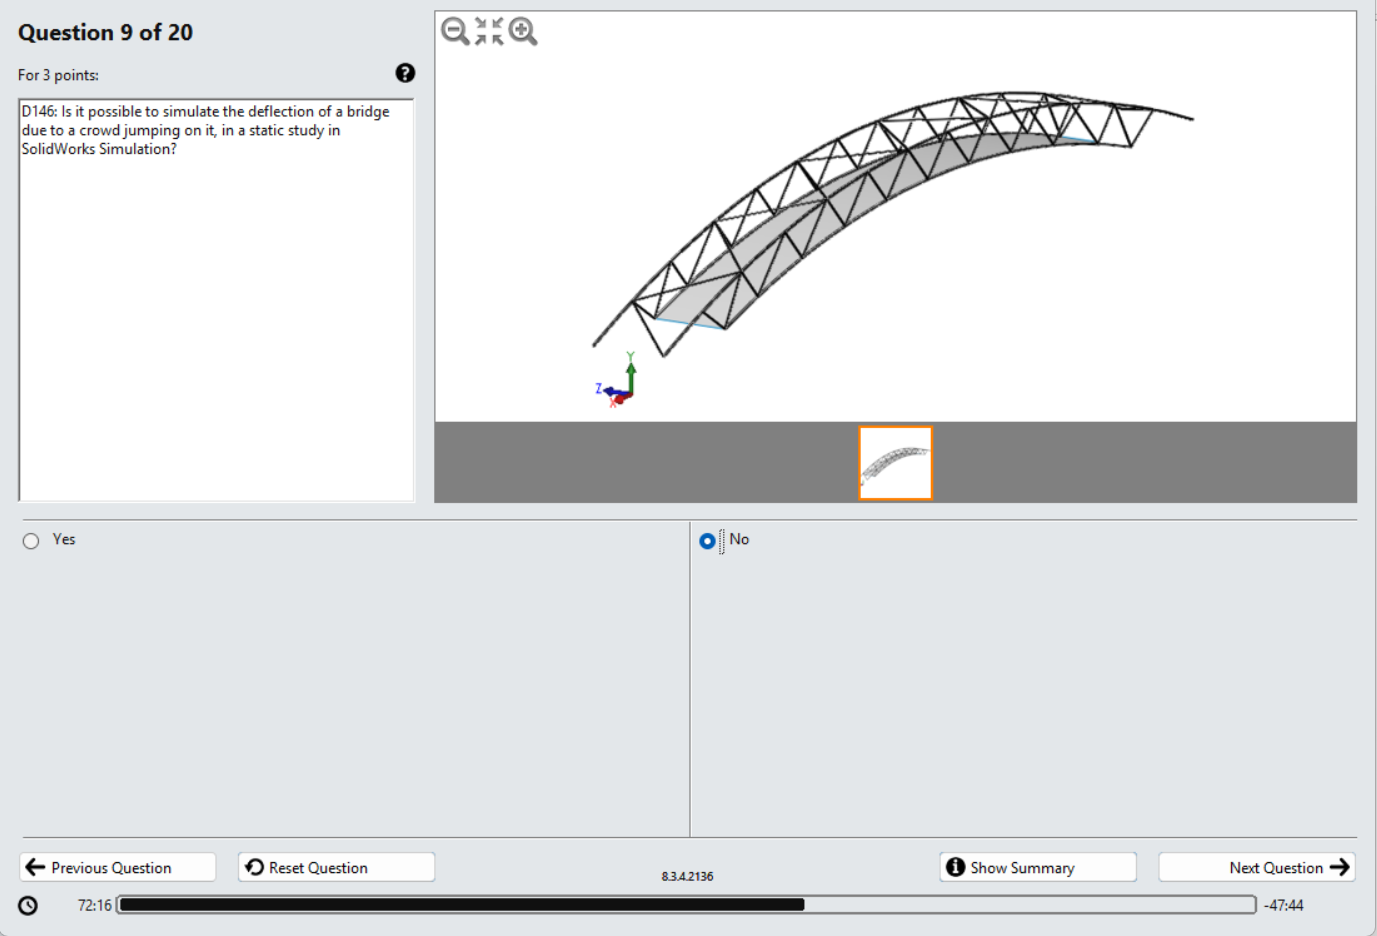 Question 9 of 20
For 3 points:
D146: Is it possible to simulate the deflection of a bridge
due to a crowd jumping on it, in a static study in
SolidWorks Simulation?
Y
Z
X
Yes
No
Previous Question
Reset Question
8.3.4.2136
Show Summary
Next Question
72:16
-47:44